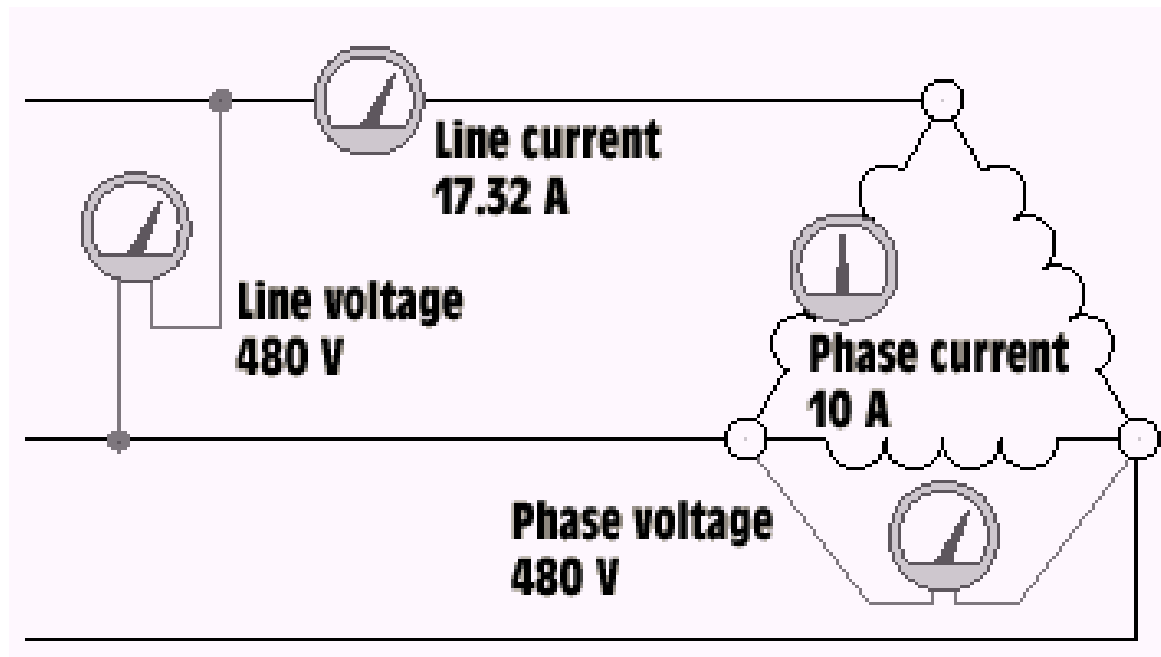 Line current
17.32 A
Line voltage
480 V
Phase current
10 A
Phase voltage
480 V